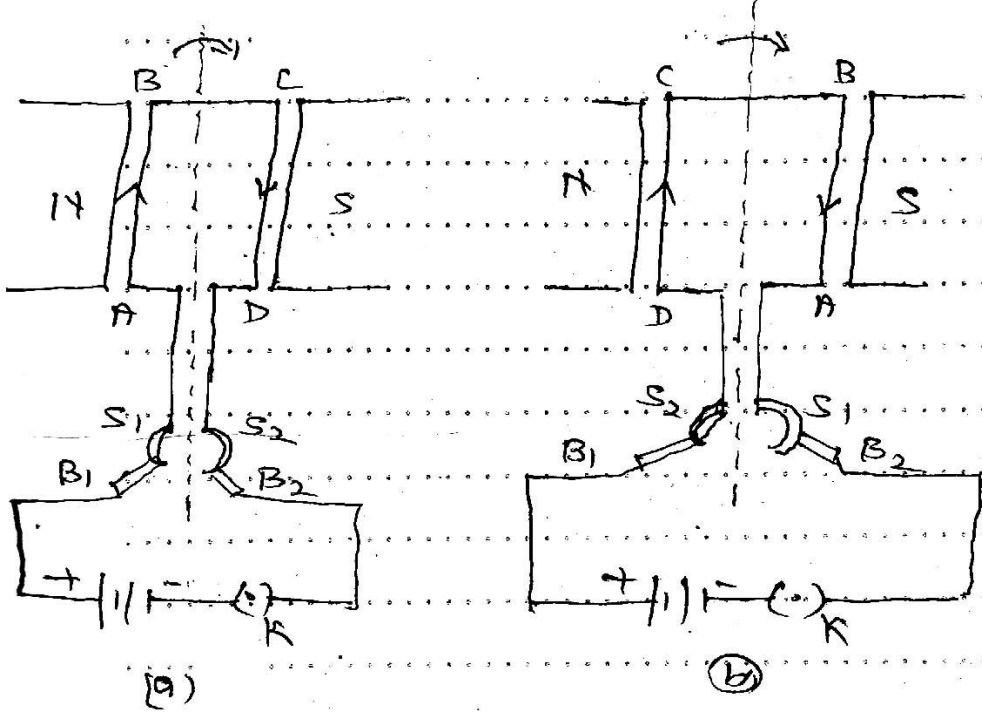 B C
N S
A D
S1 S2
B1 B2
+ -
K
(a)
C B
N S
D A
S2 S1
B1 B2
+ -
K
(b)